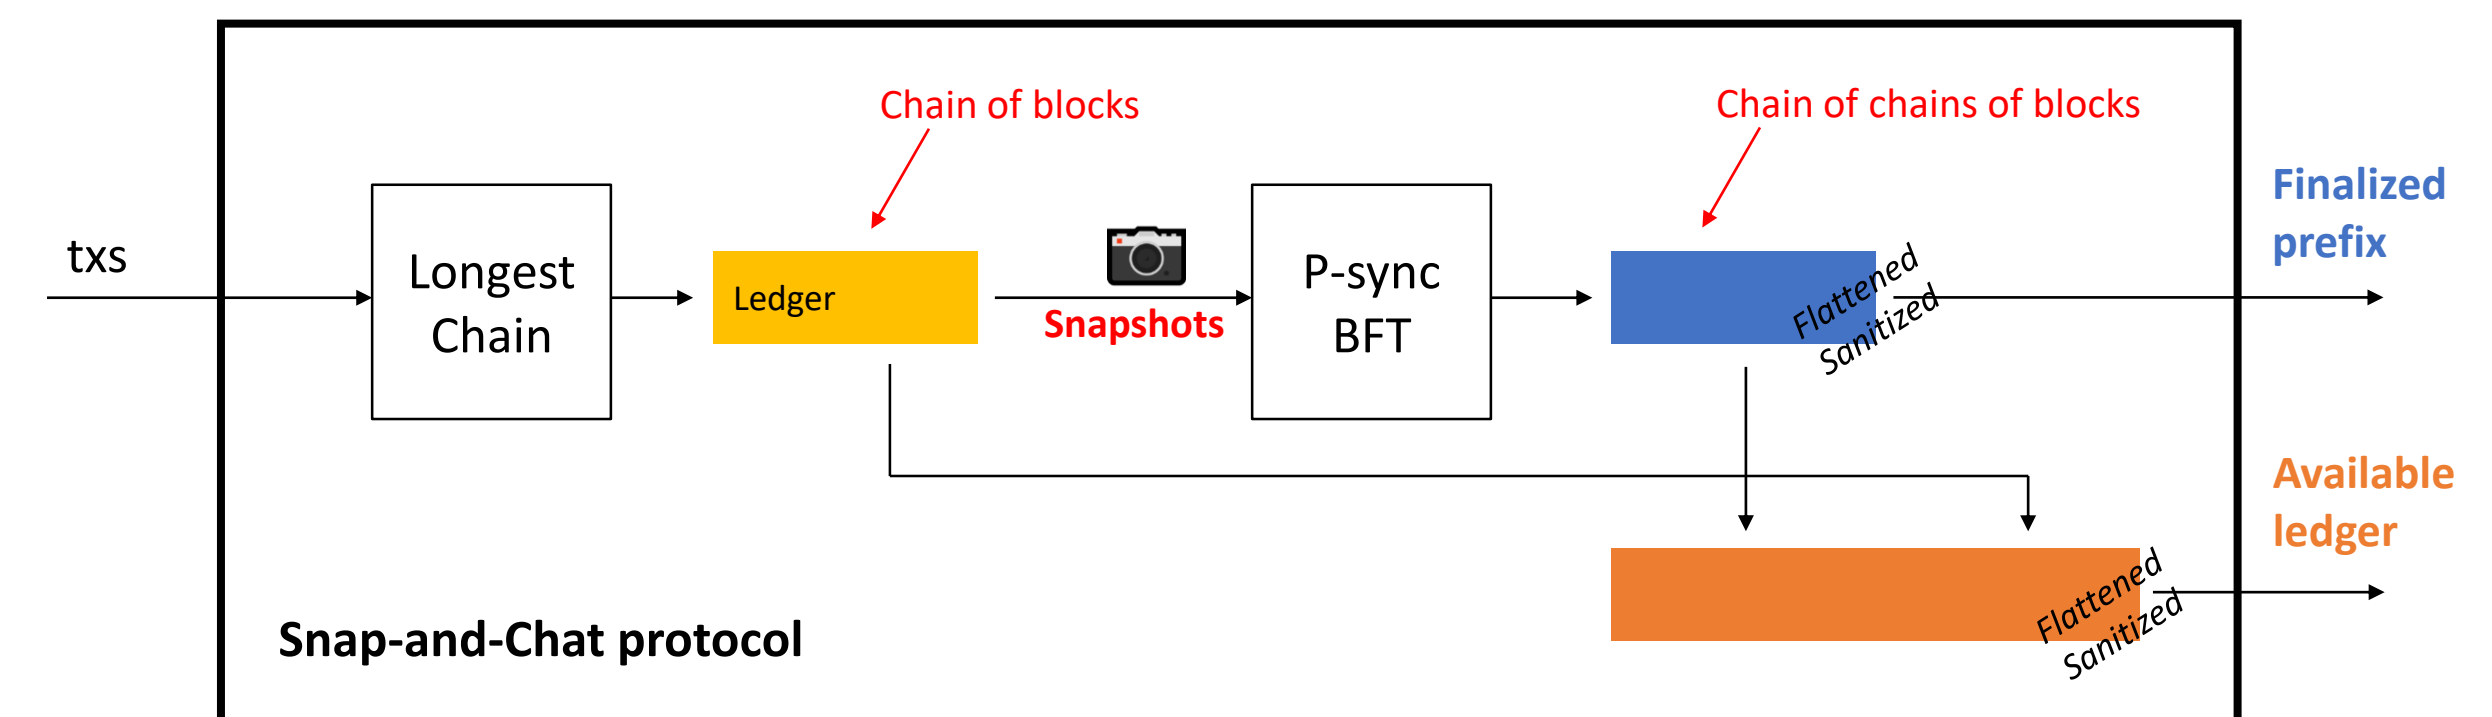 Chain of blocks
Chain of chains of blocks
txs
Longest
Chain
Ledger
Snapshots
P-sync
BFT
Flattened
Sanitized
Finalized
prefix
Available
ledger
Flattened
Sanitized
Snap-and-Chat protocol